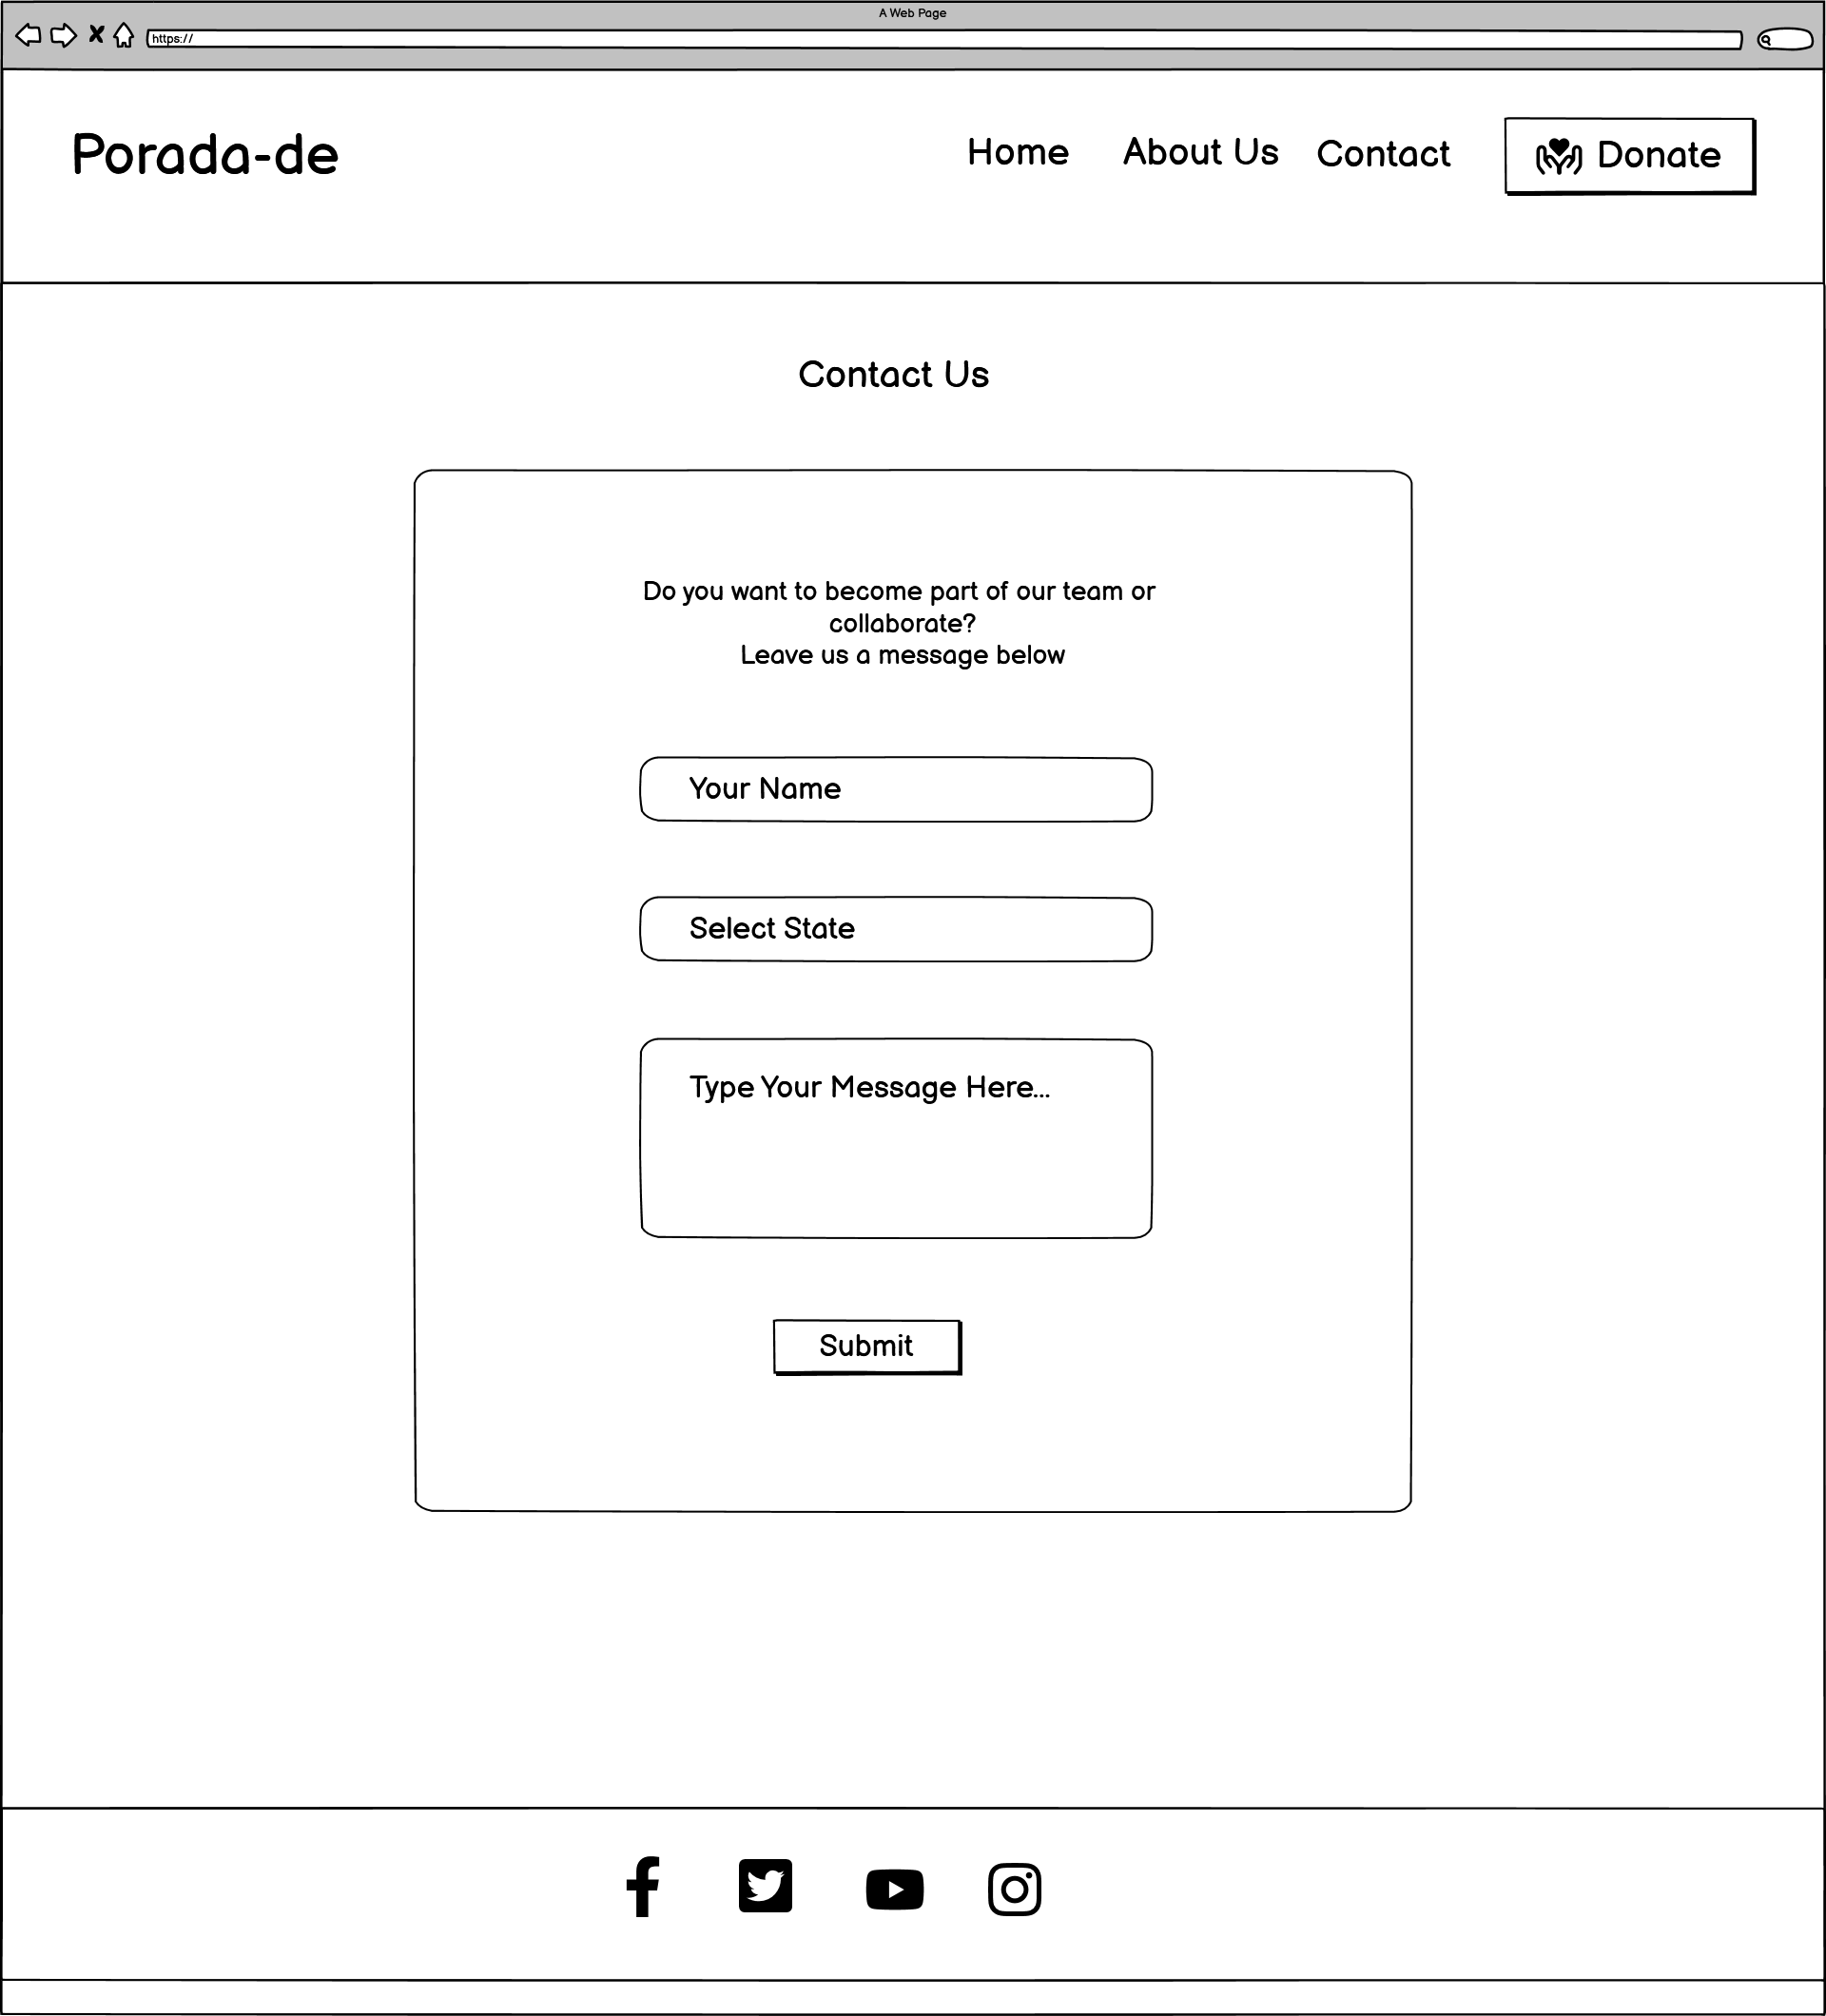 A Web Page
https://
Porada-de
Home About Us Contact Donate
Contact Us
Do you want to become part of our team or
collaborate?
Leave us a message below
Your Name
Select State
Type Your Message Here...
Submit